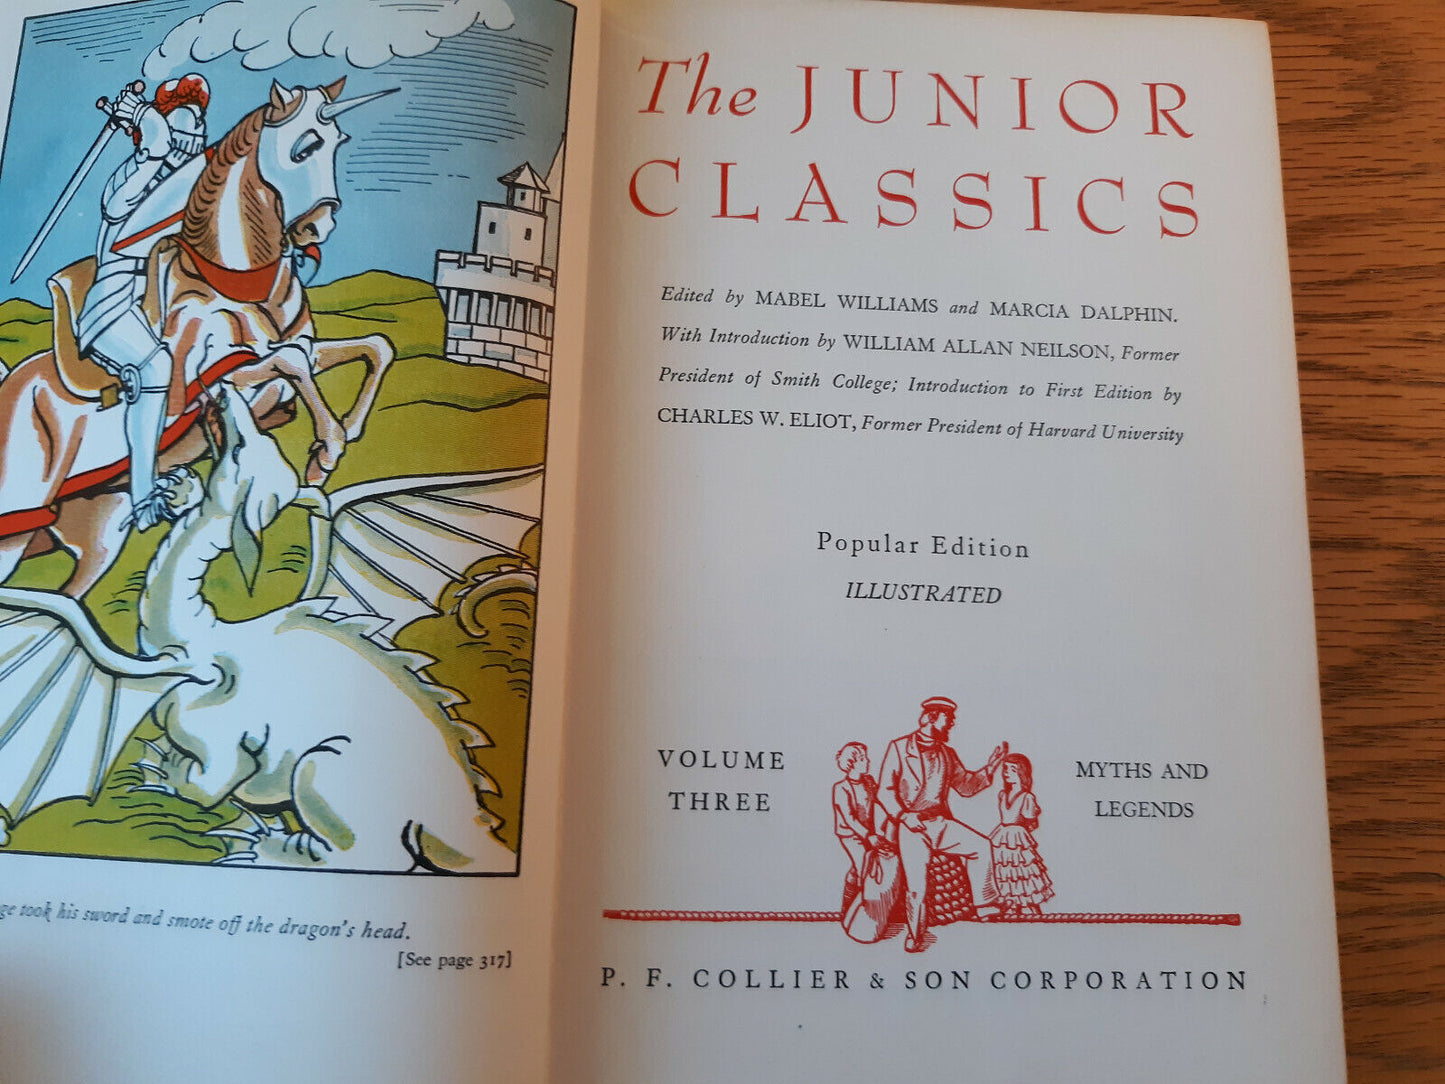 took his sword and smote off the dragon's head.
[See page 317]
The JUNIOR
CLASSICS
Edited by MABEL WILLIAMS and MARCIA DALPHIN.
With Introduction by WILLIAM ALLAN NEILSON, Former
President of Smith College; Introduction to First Edition by
CHARLES W. ELIOT, Former President of Harvard University
Popular Edition
ILLUSTRATED
VOLUME
THREE
MYTHS AND
LEGENDS
P. F. COLLIER & SON CORPORATION